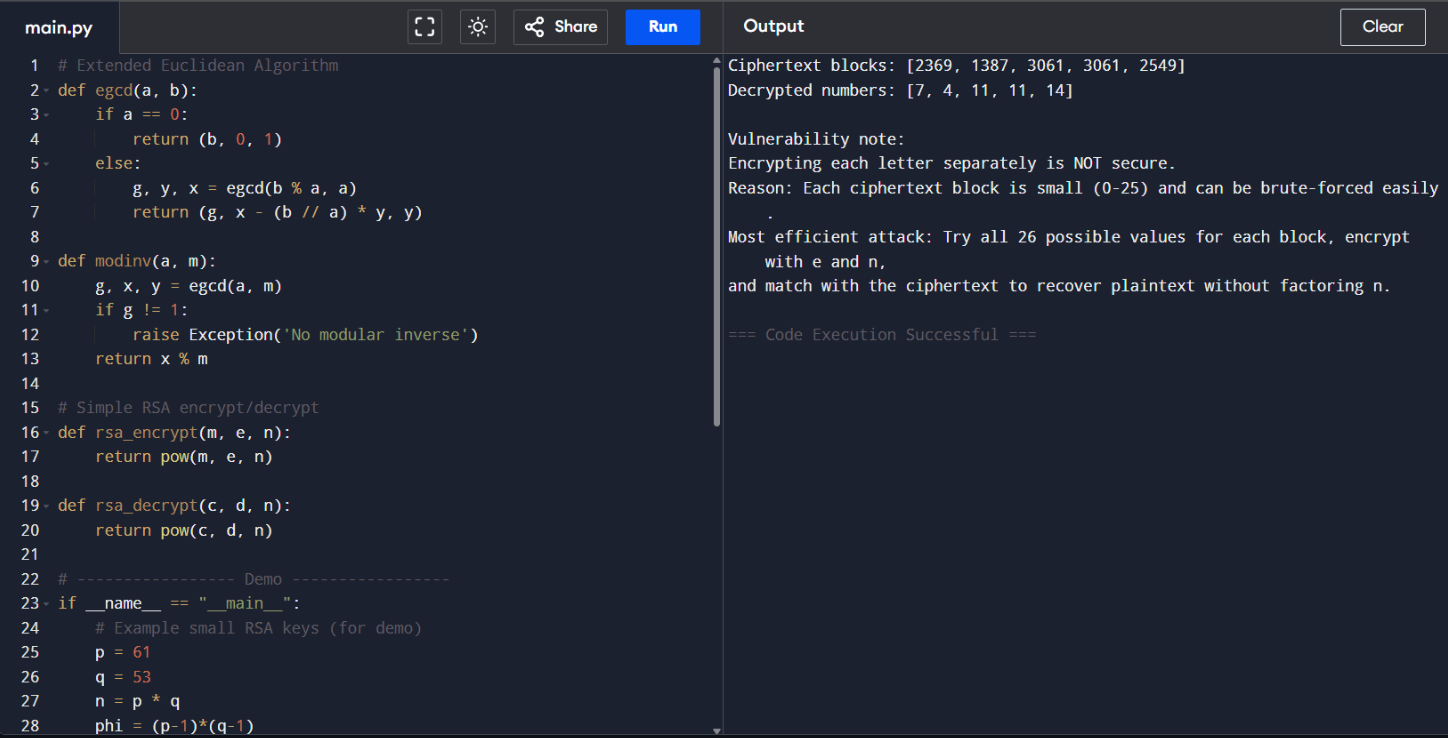 main.py
Share
Run
Output
Clear
1 # Extended Euclidean Algorithm
2 def egcd(a, b):
3     if a == 0:
4         return (b, 0, 1)
5     else:
6         g, y, x = egcd(b % a, a)
7         return (g, x - (b // a) * y, y)
8
9 def modinv(a, m):
10     g, x, y = egcd(a, m)
11     if g != 1:
12         raise Exception('No modular inverse')
13     return x % m
14
15 # Simple RSA encrypt/decrypt
16 def rsa_encrypt(m, e, n):
17     return pow(m, e, n)
18
19 def rsa_decrypt(c, d, n):
20     return pow(c, d, n)
21
22 # ----------------- Demo -----------------
23 if __name__ == "__main__":
24     # Example small RSA keys (for demo)
25     p = 61
26     q = 53
27     n = p * q
28     phi = (p-1)*(q-1)
Ciphertext blocks: [2369, 1387, 3061, 3061, 2549]
Decrypted numbers: [7, 4, 11, 11, 14]
Vulnerability note:
Encrypting each letter separately is NOT secure.
Reason: Each ciphertext block is small (0-25) and can be brute-forced easily
.
Most efficient attack: Try all 26 possible values for each block, encrypt
with e and n,
and match with the ciphertext to recover plaintext without factoring n.
=== Code Execution Successful ===